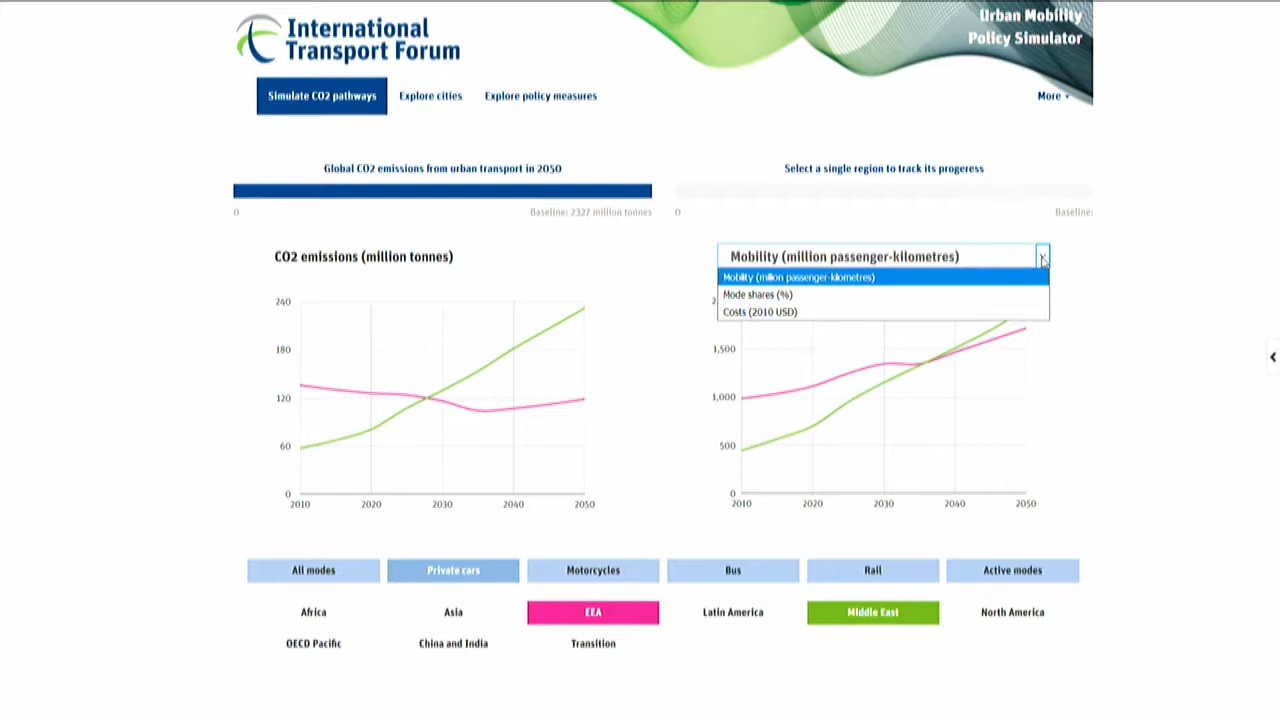 International
Transport Forum
Urban Mobility
Policy Simulator
Simulate CO2 pathways
Explore cities
Explore policy measures
More
Global CO2 emissions from urban transport in 2050
Select a single region to track its progeress
0
Baseline: 2327 million tonnes
0
Baseline:
CO2 emissions (million tonnes)
Mobility (million passenger-kilometres)
Mobility (million passenger-kilometres)
Mode shares (%)
Costs (2010 USD)
240
180
120
60
0
2010 2020 2030 2040 2050
1,500
1,000
500
0
2010 2020 2030 2040 2050
All modes
Private cars
Motorcycles
Bus
Rail
Active modes
Africa
Asia
EEA
Latin America
Middle East
North America
OECD Pacific
China and India
Transition